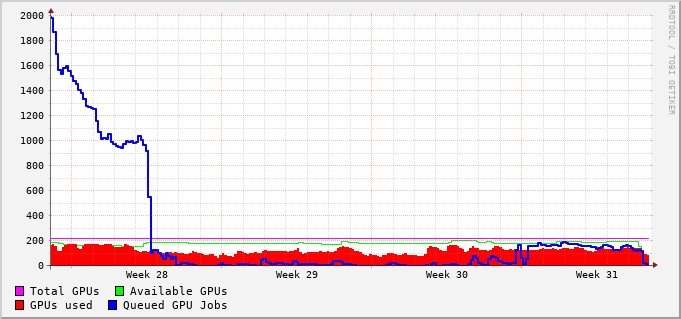 RRDTOOL / TOBI OETIKER
2000
1800
1600
1400
1200
1000
800
600
400
200
0
Week 28 Week 29 Week 30 Week 31
Total GPUs Available GPUs
GPUs used Queued GPU Jobs